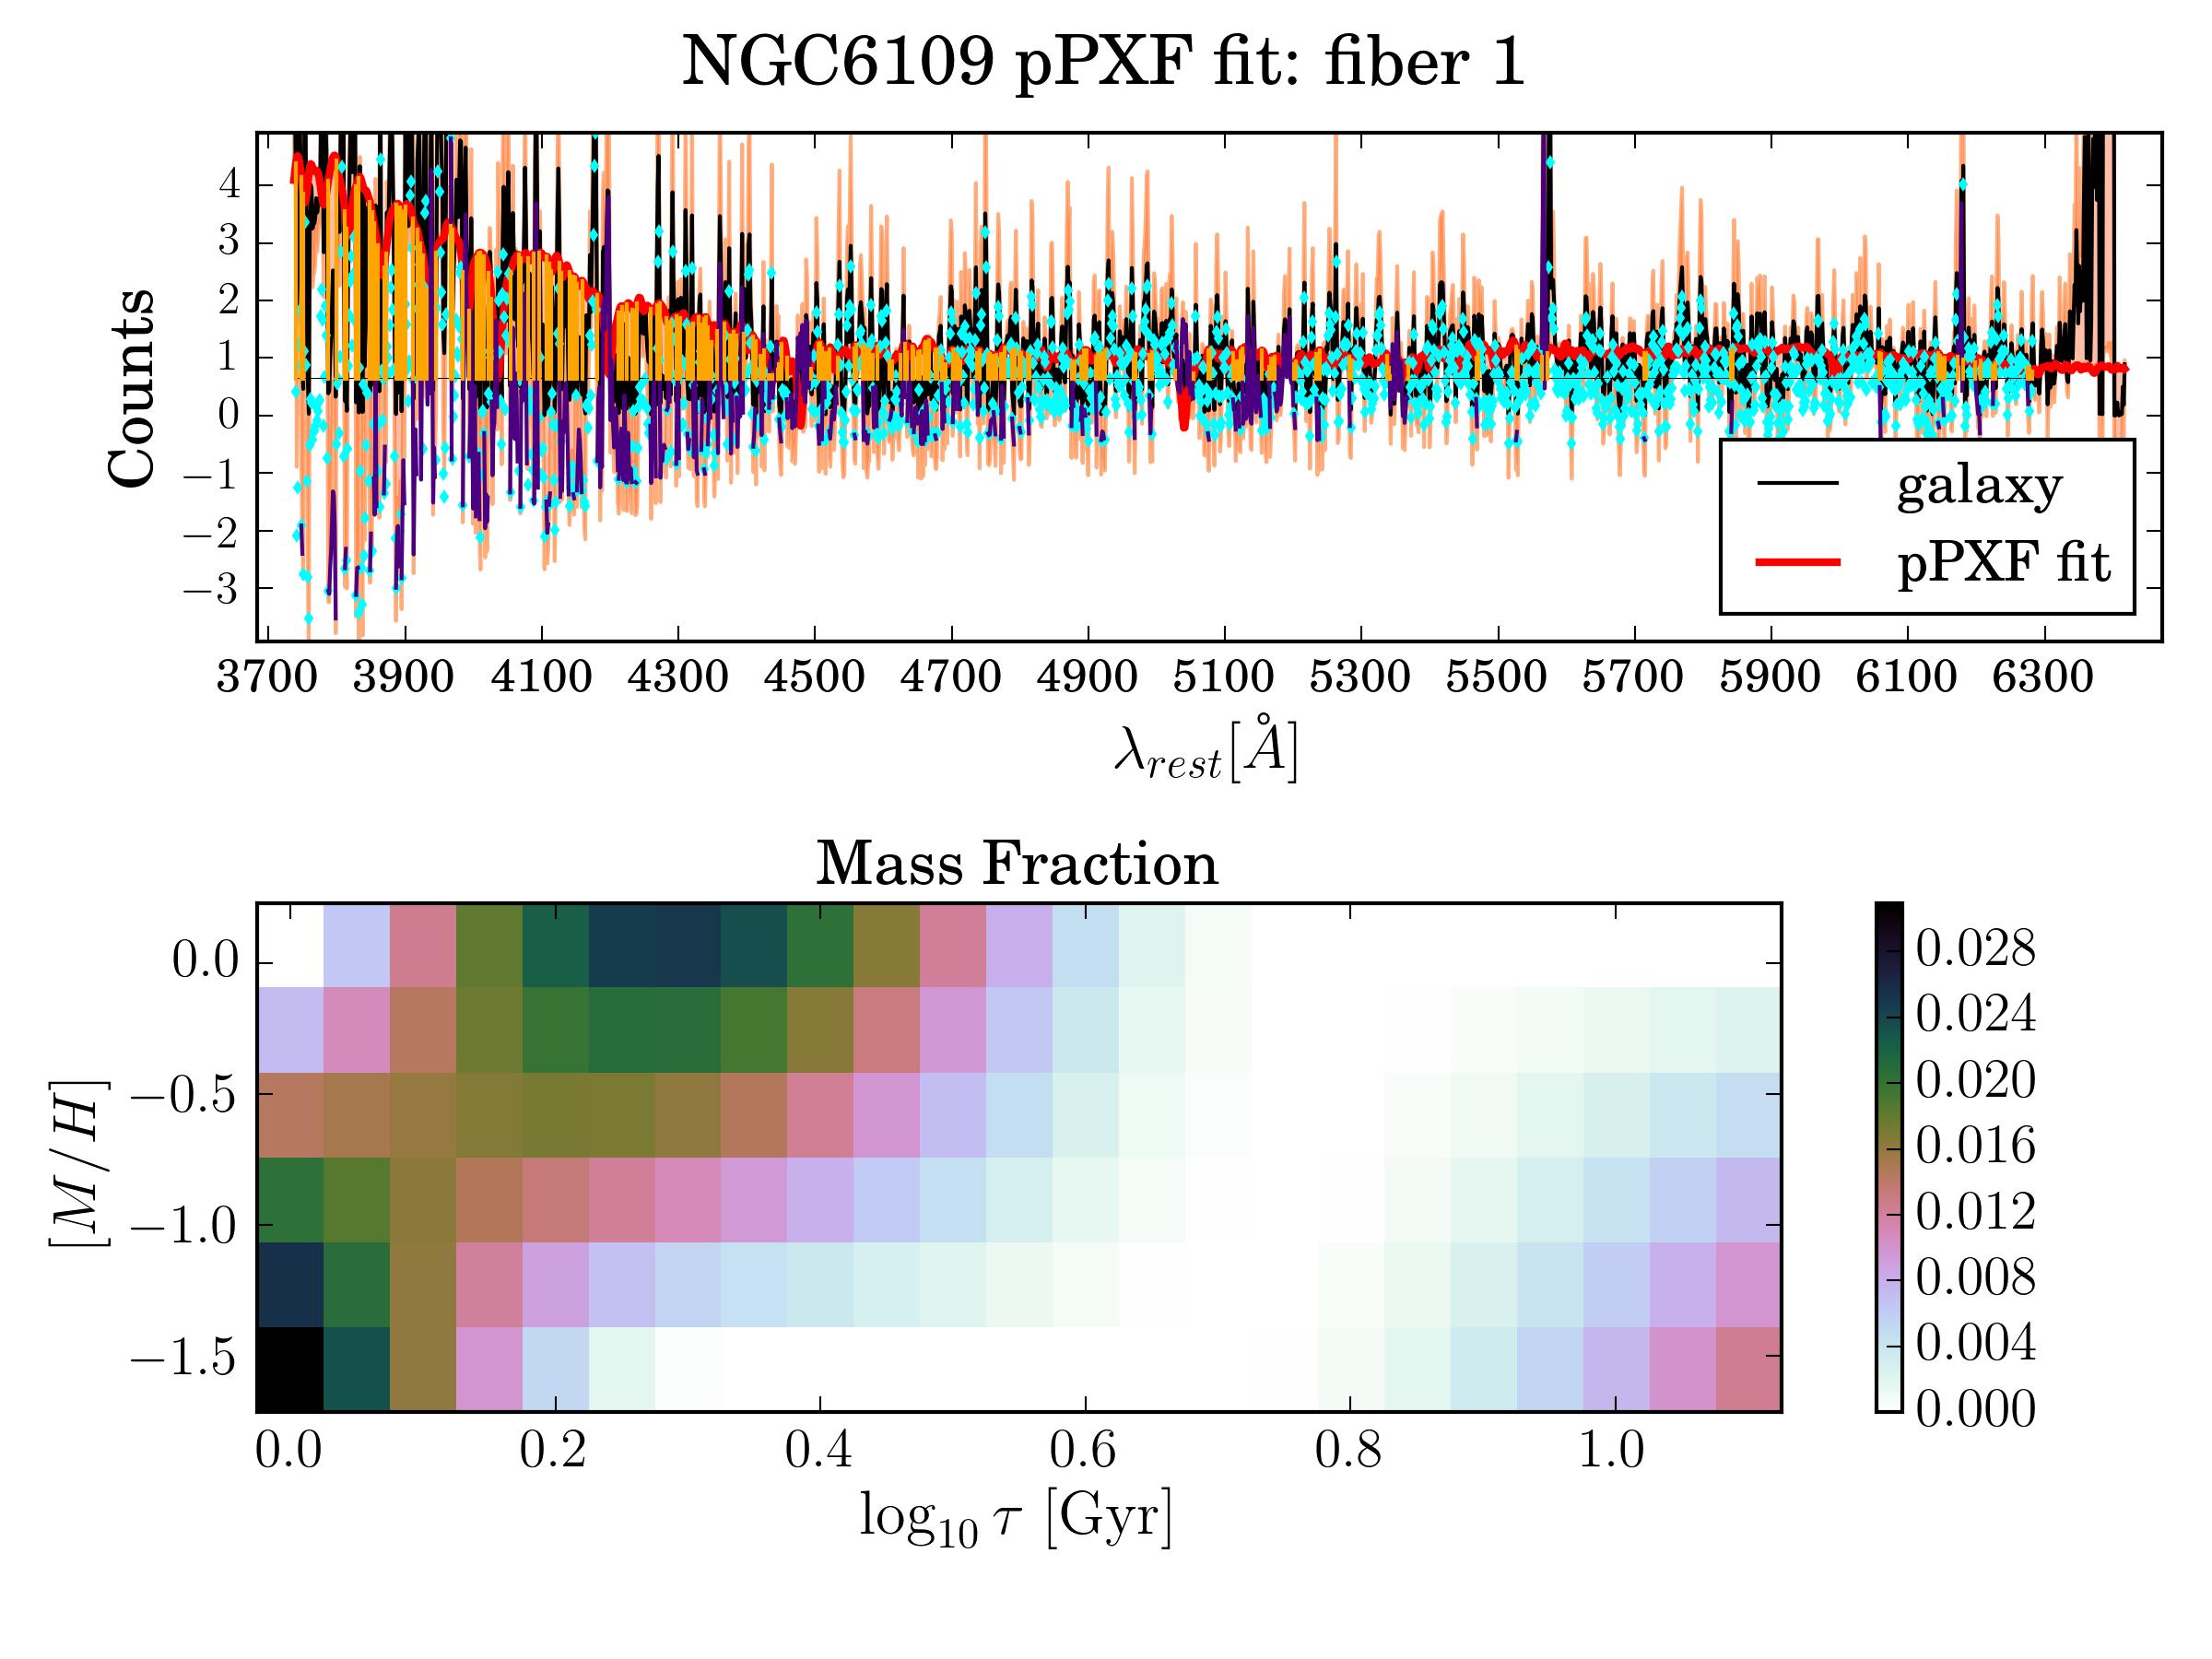 NGC6109 pPXF fit: fiber 1
Counts
4
3
2
1
0
−1
−2
−3
galaxy
pPXF fit
3700 3900 4100 4300 4500 4700 4900 5100 5300 5500 5700 5900 6100 6300
λrest[Å]
Mass Fraction
[M/H]
0.0
−0.5
−1.0
−1.5
0.0 0.2 0.4 0.6 0.8 1.0
log10 τ [Gyr]
0.028
0.024
0.020
0.016
0.012
0.008
0.004
0.000